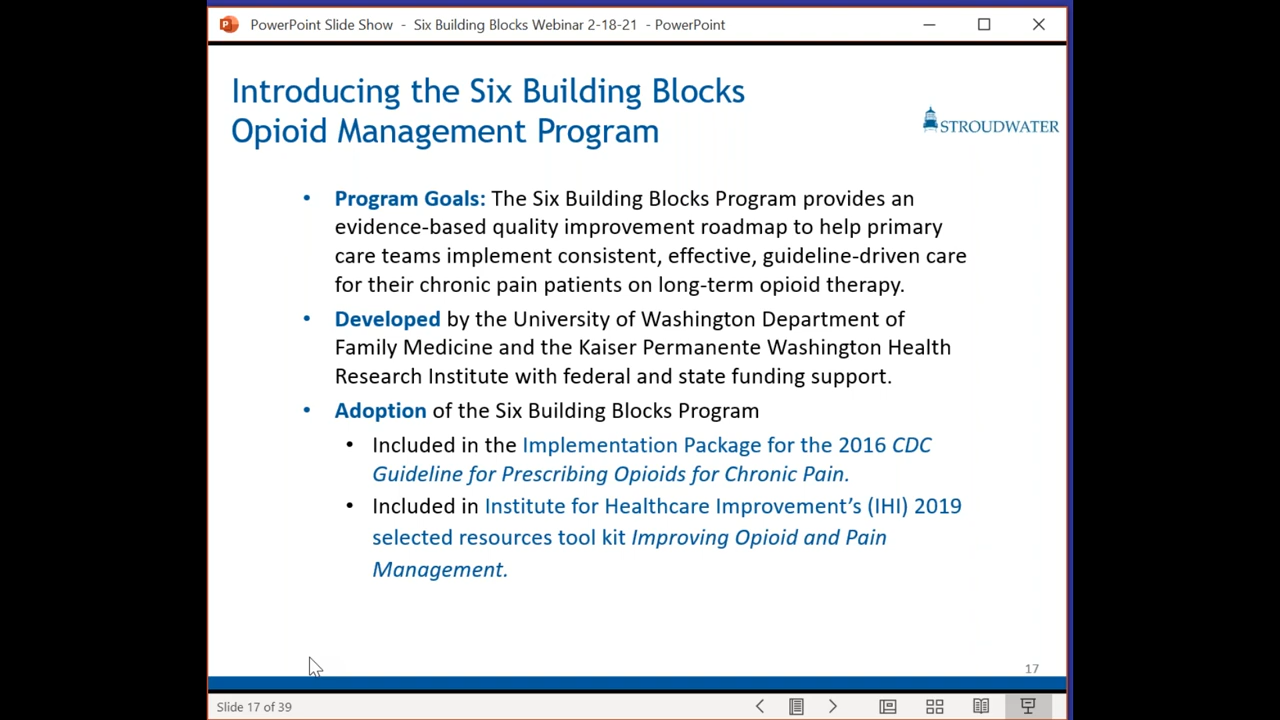 PowerPoint Slide Show - Six Building Blocks Webinar 2-18-21 - PowerPoint
Introducing the Six Building Blocks
Opioid Management Program
STROUDWATER
• Program Goals: The Six Building Blocks Program provides an
evidence-based quality improvement roadmap to help primary
care teams implement consistent, effective, guideline-driven care
for their chronic pain patients on long-term opioid therapy.
• Developed by the University of Washington Department of
Family Medicine and the Kaiser Permanente Washington Health
Research Institute with federal and state funding support.
• Adoption of the Six Building Blocks Program
• Included in the Implementation Package for the 2016 CDC
Guideline for Prescribing Opioids for Chronic Pain.
• Included in Institute for Healthcare Improvement’s (IHI) 2019
selected resources tool kit Improving Opioid and Pain
Management.
17
Slide 17 of 39